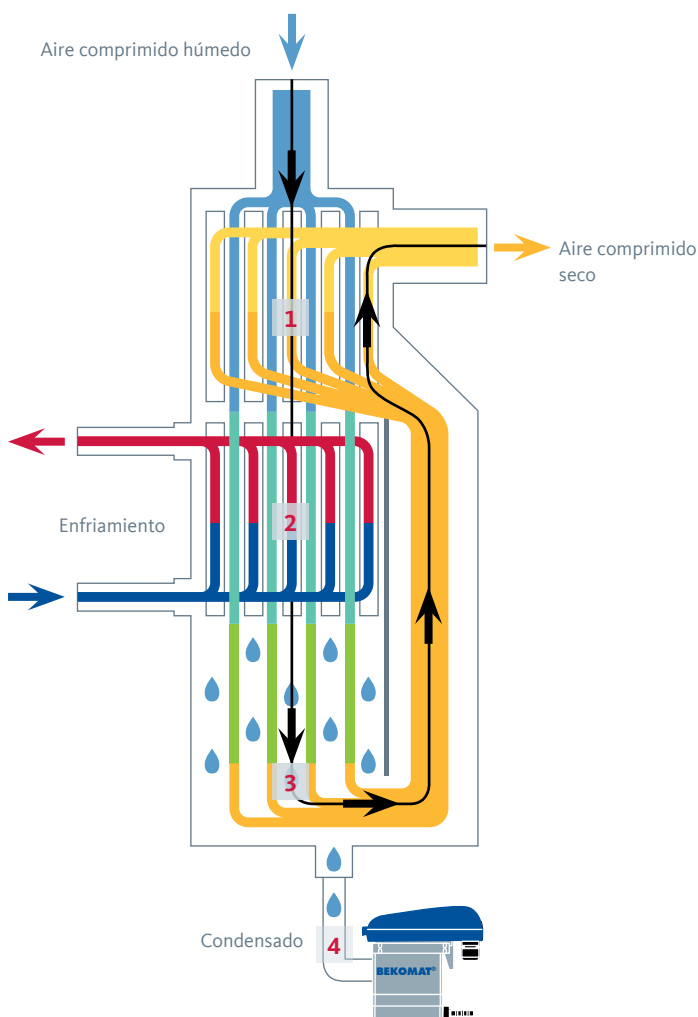 Aire comprimido húmedo
Aire comprimido
seco
1
Enfriamiento
2
3
Condensado
4
BEKOMAT®